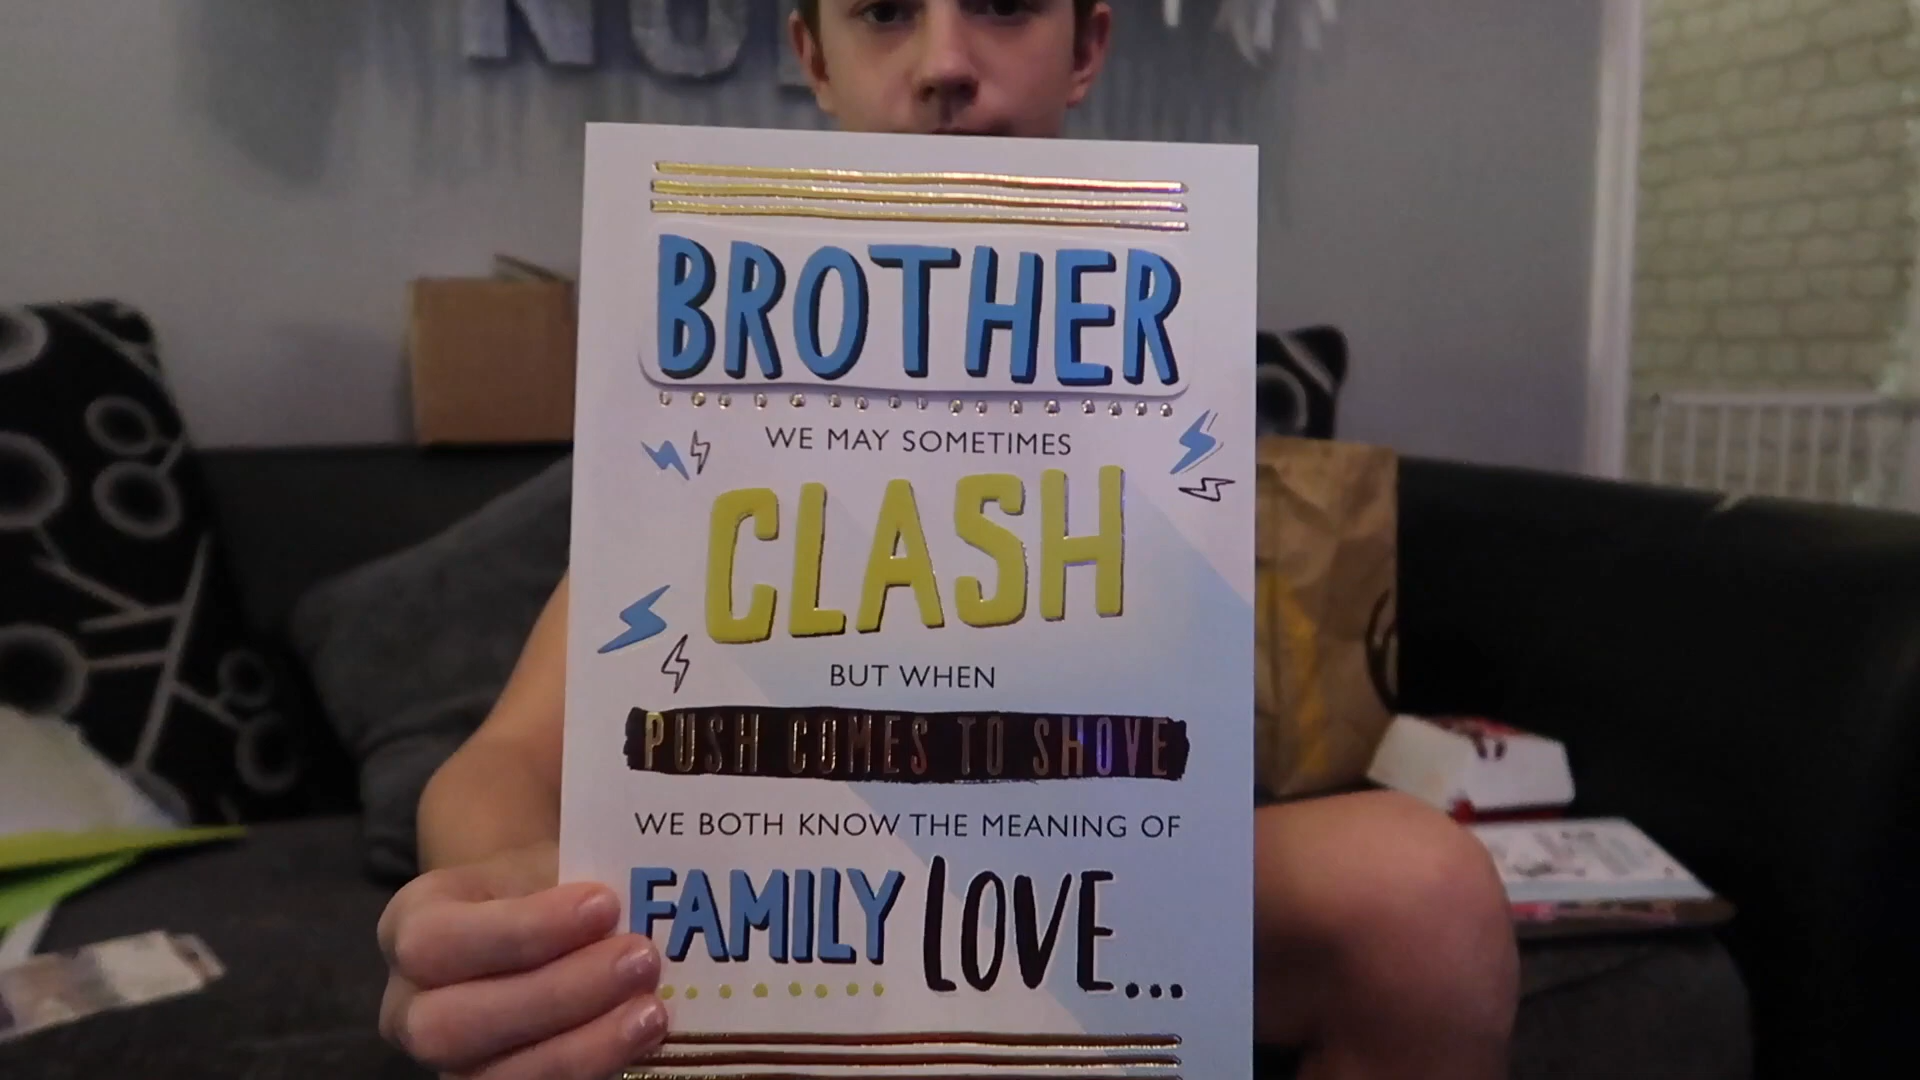 BROTHER
WE MAY SOMETIMES
CLASH
BUT WHEN
PUSH COMES TO SHOVE
WE BOTH KNOW THE MEANING OF
FAMILY LOVE...